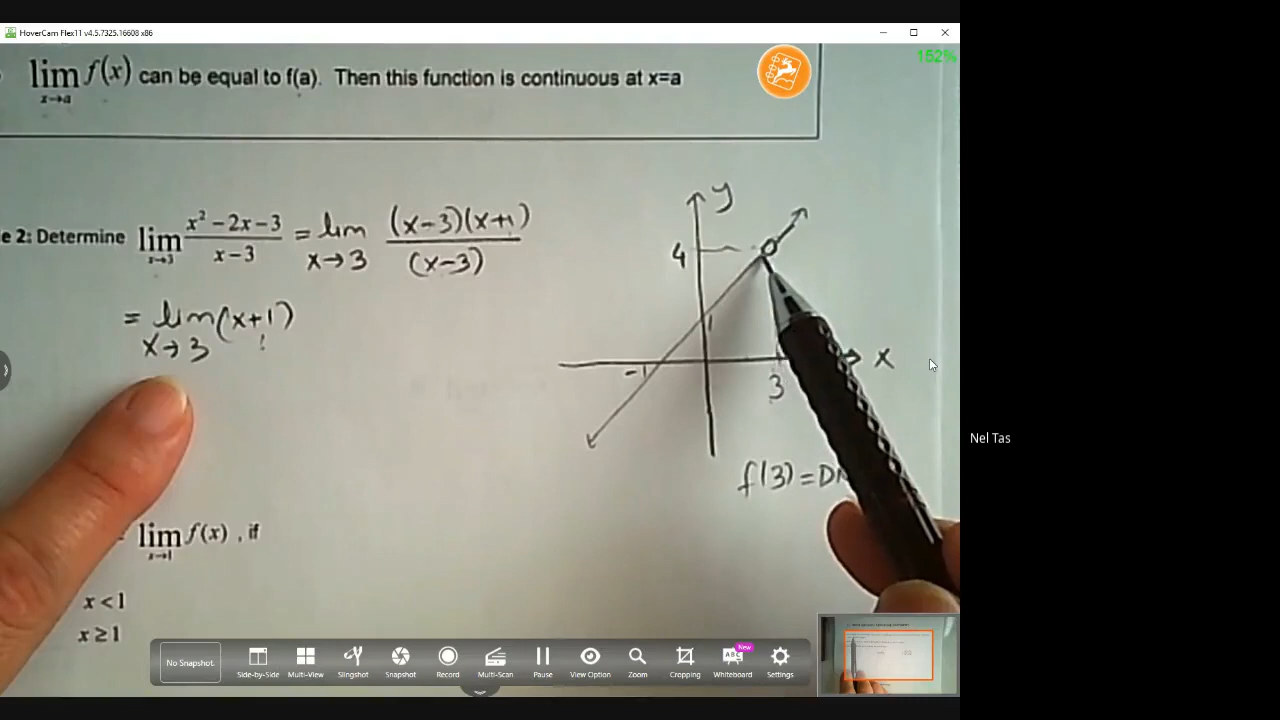 HoverCam Flex11 v4.5.7325.16608 x86
162%
lim f(x) can be equal to f(a). Then this function is continuous at x=a
x→a
e 2: Determine lim x→3 (x² − 2x − 3)/(x − 3) = lim x→3 (x−3)(x+1)/(x−3)
= lim x→3 (x+1)
y
4
1
−1
3
x
f(3)=D
lim f(x) , if
x→1
x < 1
x ≥ 1
Nel Tas
No Snapshot.
Side-by-Side Multi-View Slingshot Snapshot Record Multi-Scan Pause View Option Zoom Cropping Whiteboard Settings
ABC
New